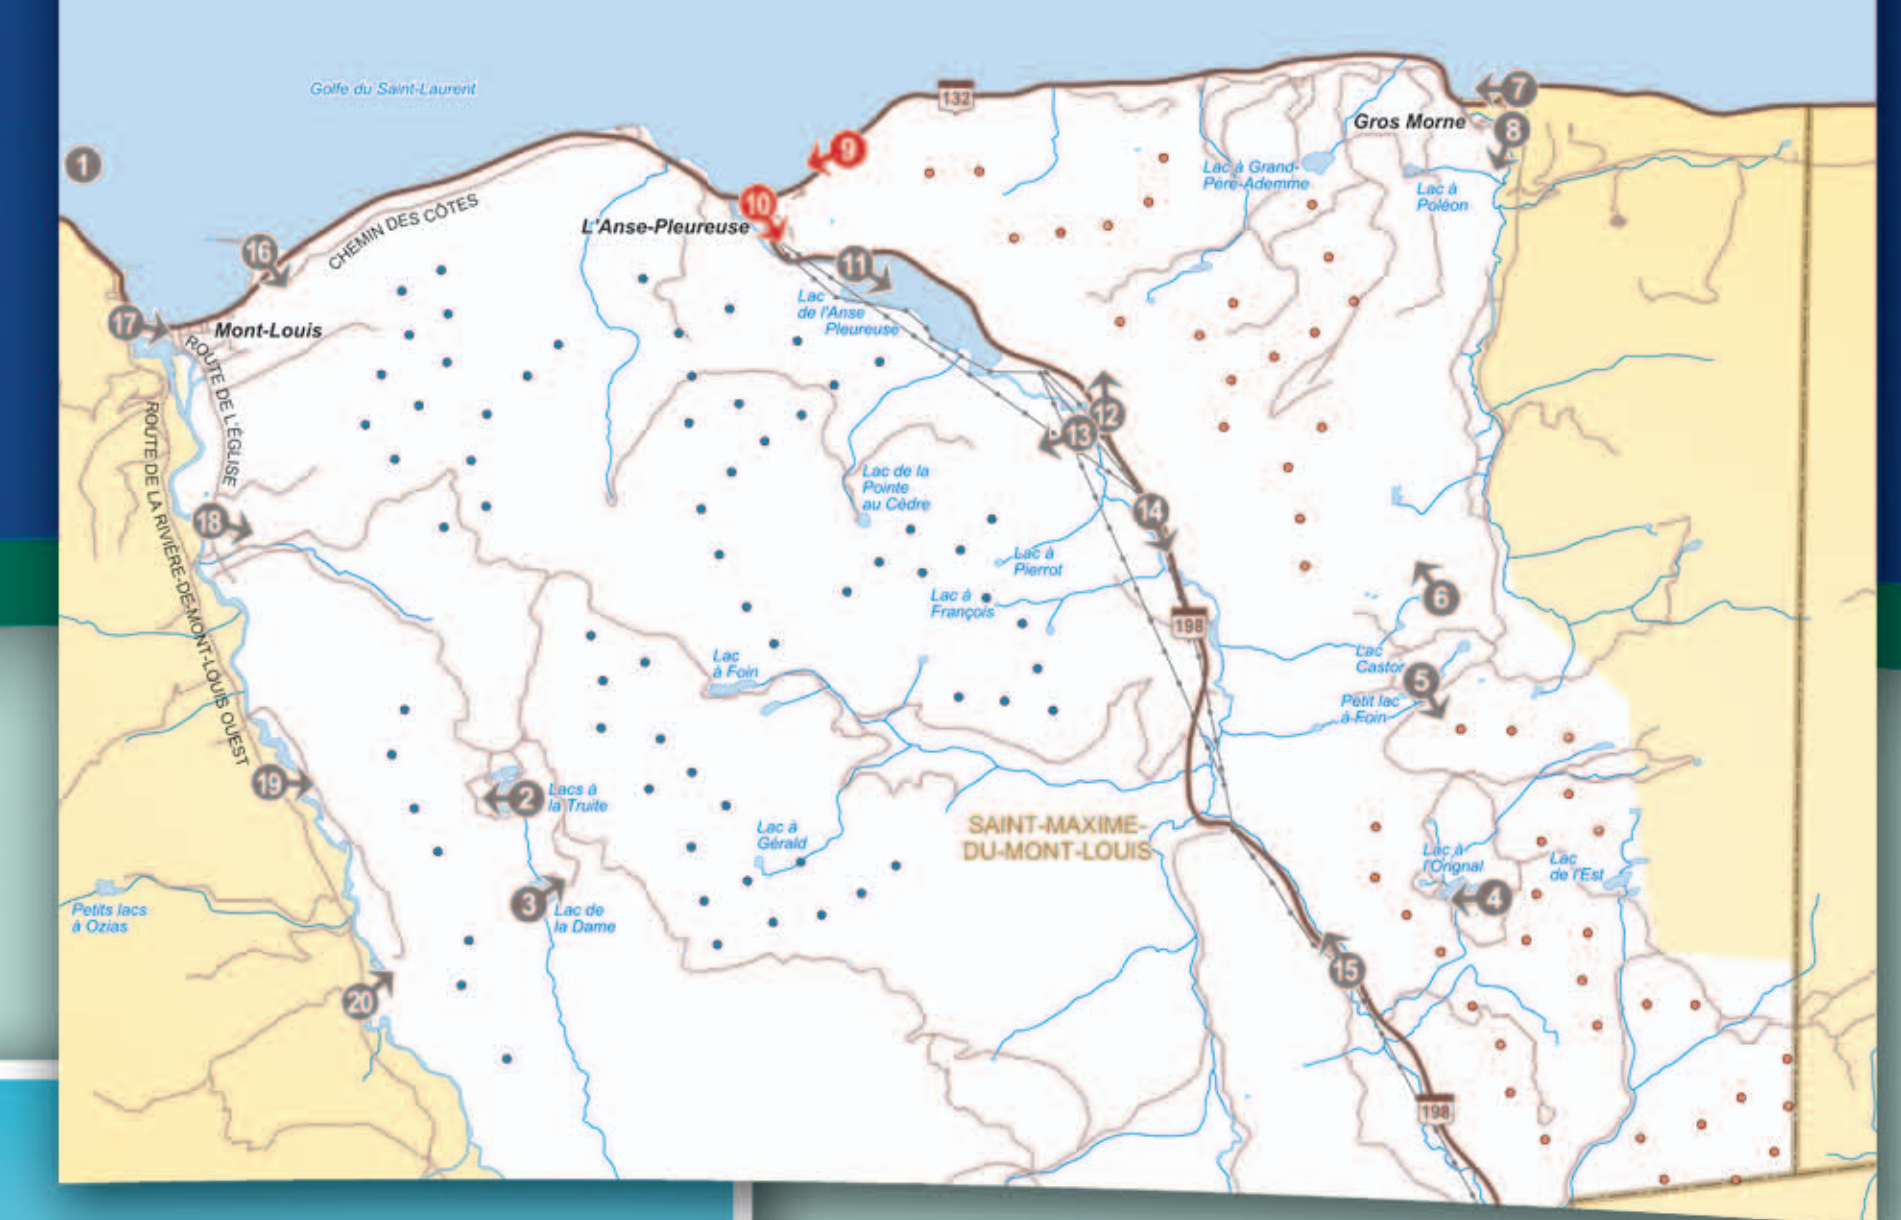 Golfe du Saint-Laurent
132
7
Gros Morne
8
9
1
Lac à Grand-
Père-Ademme
Lac à
Poléon
10
L'Anse-Pleureuse
CHEMIN DES CÔTES
16
11
Lac
de l'Anse
Pleureuse
17
Mont-Louis
ROUTE DE L'ÉGLISE
ROUTE DE LA RIVIÈRE-DE-MONT-LOUIS OUEST
12
13
Lac de la
Pointe
au Cèdre
14
18
Lac à
Pierrot
Lac à
François
6
198
Lac
à Foin
Lac
Castor
5
Petit lac
à Foin
19
2
Lacs à
la Truite
Lac à
Gérald
SAINT-MAXIME-
DU-MONT-LOUIS
Lac à
l'Orignal
Lac
de l'Est
4
3
Lac de
la Dame
Petits lacs
à Ozias
15
20
198